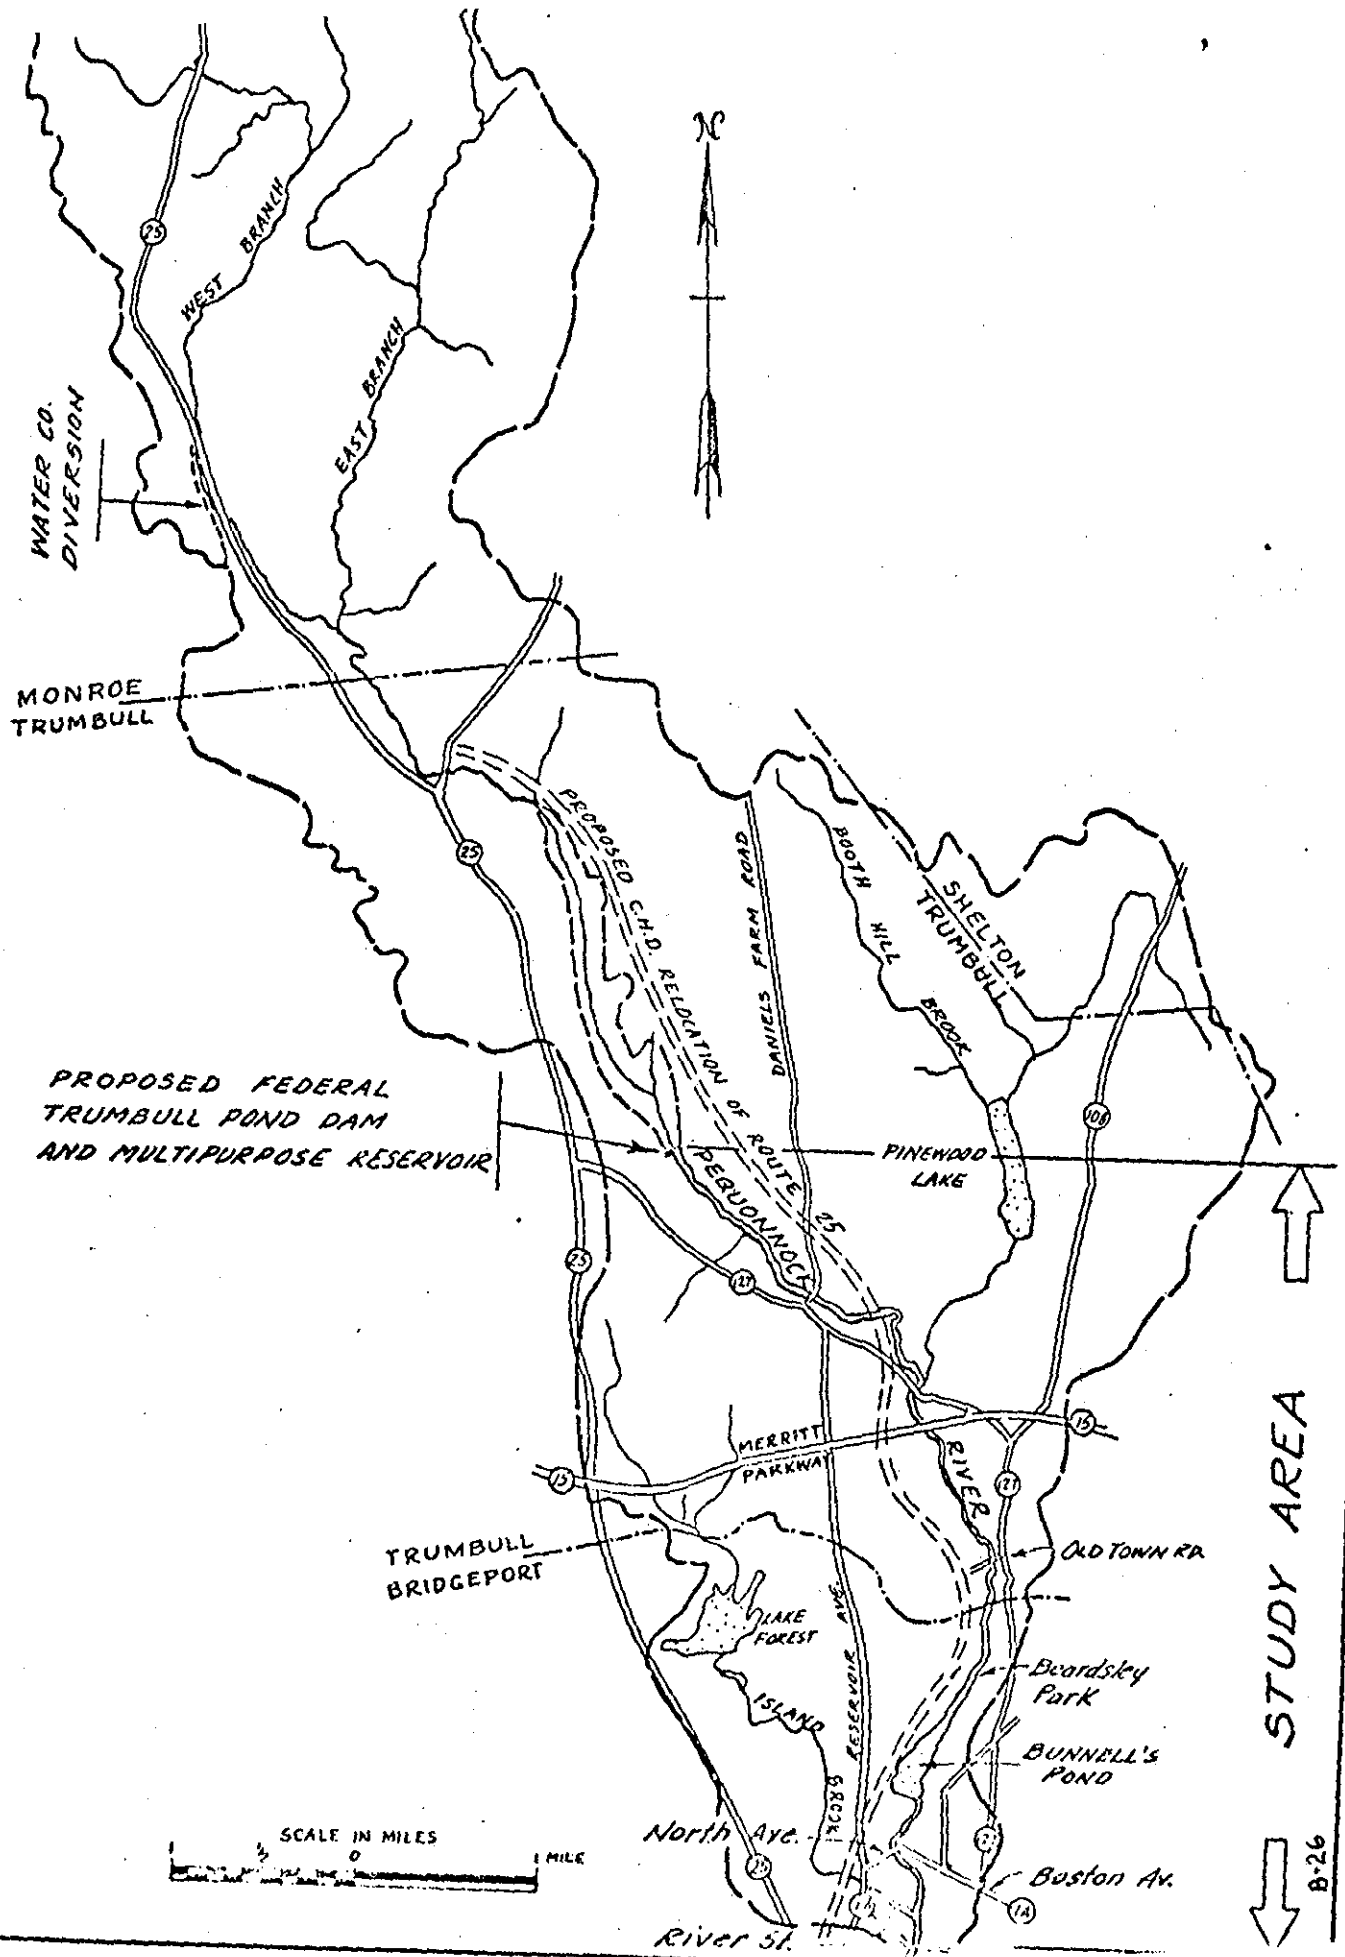 N
25
WEST BRANCH
EAST BRANCH
WATER CO.
DIVERSION
MONROE
TRUMBULL
25
PROPOSED C.H.D. RELOCATION OF ROUTE 25
DANIELS FARM ROAD
BOOTH HILL BROOK
SHELTON
TRUMBULL
108
PROPOSED FEDERAL
TRUMBULL POND DAM
AND MULTIPURPOSE RESERVOIR
PINEWOOD
LAKE
PEQUONNOCK
25
127
MERRITT
PARKWAY
15
15
RIVER
127
TRUMBULL
BRIDGEPORT
OLD TOWN RD
LAKE
FOREST
ISLAND
BROOK
RESERVOIR AVE.
Beardsley
Park
BUNNELL'S
POND
North Ave.
25
Boston Av.
1A
River St.
SCALE IN MILES
0
1 MILE
STUDY AREA
B-26